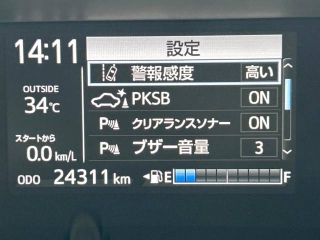 14:11
設定
警報感度 高い
OUTSIDE
34℃
PKSB ON
クリアランスソナー ON
スタートから
0.0 km/L
ブザー音量 3
ODO 24311 km
E F